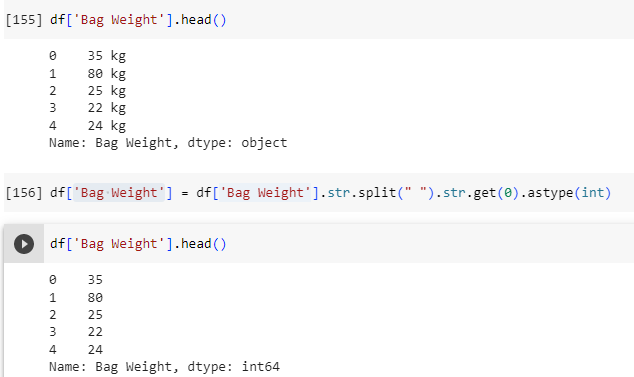 [155] df['Bag Weight'].head()
0    35 kg
1    80 kg
2    25 kg
3    22 kg
4    24 kg
Name: Bag Weight, dtype: object
[156] df['Bag Weight'] = df['Bag Weight'].str.split(" ").str.get(0).astype(int)
df['Bag Weight'].head()
0    35
1    80
2    25
3    22
4    24
Name: Bag Weight, dtype: int64